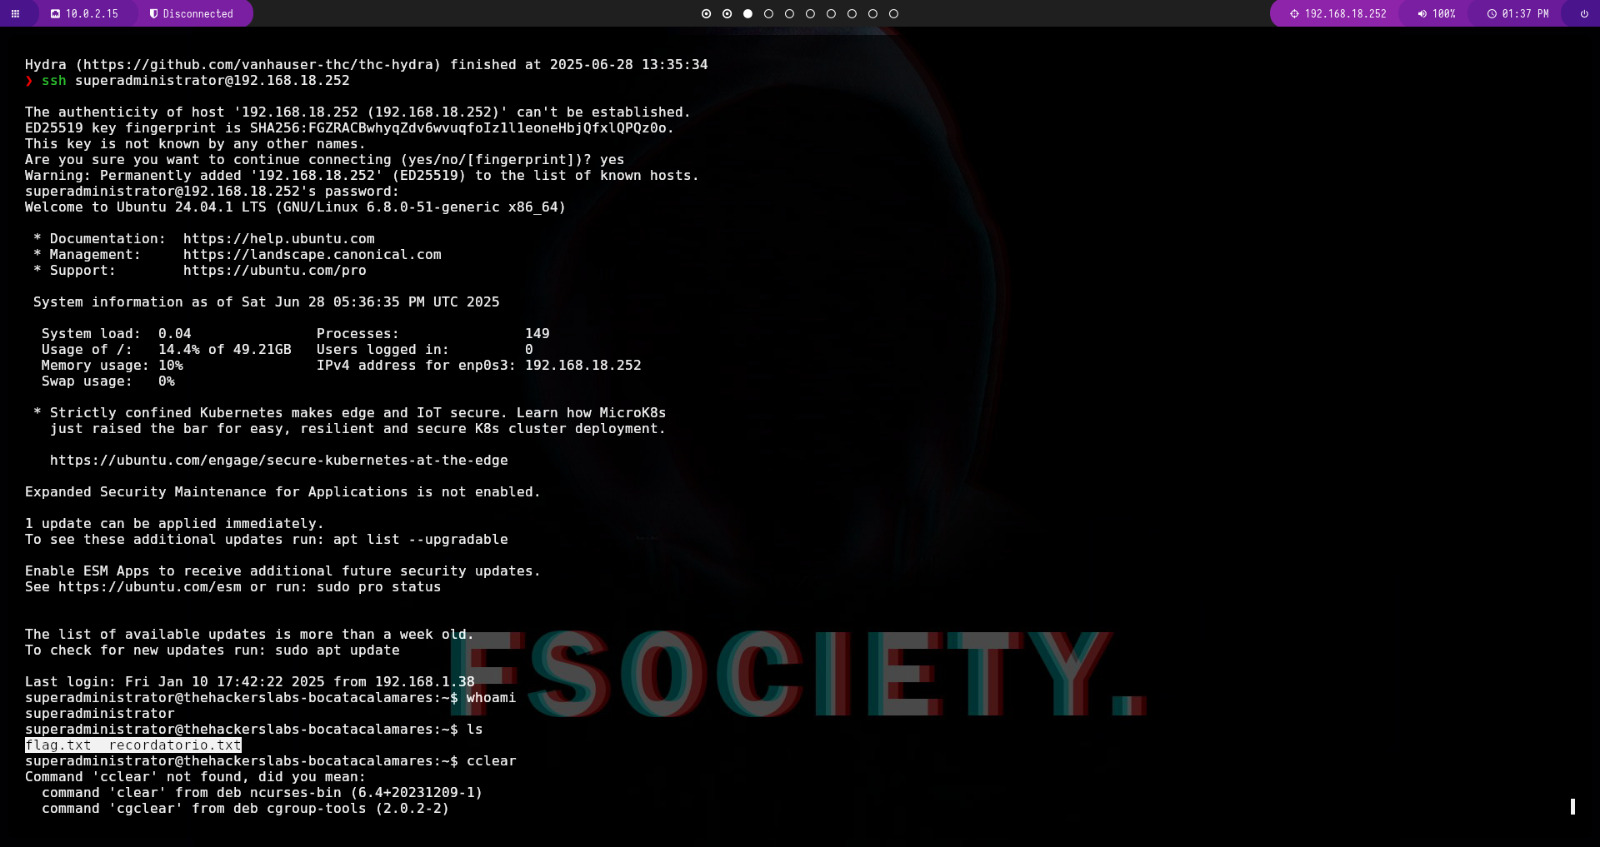 10.0.2.15 Disconnected 192.168.18.252 100% 01:37 PM
Hydra (https://github.com/vanhauser-thc/thc-hydra) finished at 2025-06-28 13:35:34
❯ ssh superadministrator@192.168.18.252
The authenticity of host '192.168.18.252 (192.168.18.252)' can't be established.
ED25519 key fingerprint is SHA256:FGZRACBwhyqZdv6wvuqfoIz1l1eoneHbjQfxlQPQz0o.
This key is not known by any other names.
Are you sure you want to continue connecting (yes/no/[fingerprint])? yes
Warning: Permanently added '192.168.18.252' (ED25519) to the list of known hosts.
superadministrator@192.168.18.252's password:
Welcome to Ubuntu 24.04.1 LTS (GNU/Linux 6.8.0-51-generic x86_64)
* Documentation:  https://help.ubuntu.com
* Management:     https://landscape.canonical.com
* Support:        https://ubuntu.com/pro
System information as of Sat Jun 28 05:36:35 PM UTC 2025
System load:  0.04               Processes:               149
Usage of /:   14.4% of 49.21GB   Users logged in:         0
Memory usage: 10%                IPv4 address for enp0s3: 192.168.18.252
Swap usage:   0%
* Strictly confined Kubernetes makes edge and IoT secure. Learn how MicroK8s
just raised the bar for easy, resilient and secure K8s cluster deployment.
https://ubuntu.com/engage/secure-kubernetes-at-the-edge
Expanded Security Maintenance for Applications is not enabled.
1 update can be applied immediately.
To see these additional updates run: apt list --upgradable
Enable ESM Apps to receive additional future security updates.
See https://ubuntu.com/esm or run: sudo pro status
The list of available updates is more than a week old.
To check for new updates run: sudo apt update
Last login: Fri Jan 10 17:42:22 2025 from 192.168.1.38
superadministrator@thehackerslabs-bocatacalamares:~$ whoami
superadministrator
superadministrator@thehackerslabs-bocatacalamares:~$ ls
flag.txt  recordatorio.txt
superadministrator@thehackerslabs-bocatacalamares:~$ cclear
Command 'cclear' not found, did you mean:
command 'clear' from deb ncurses-bin (6.4+20231209-1)
command 'cgclear' from deb cgroup-tools (2.0.2-2)
FSOCIETY.